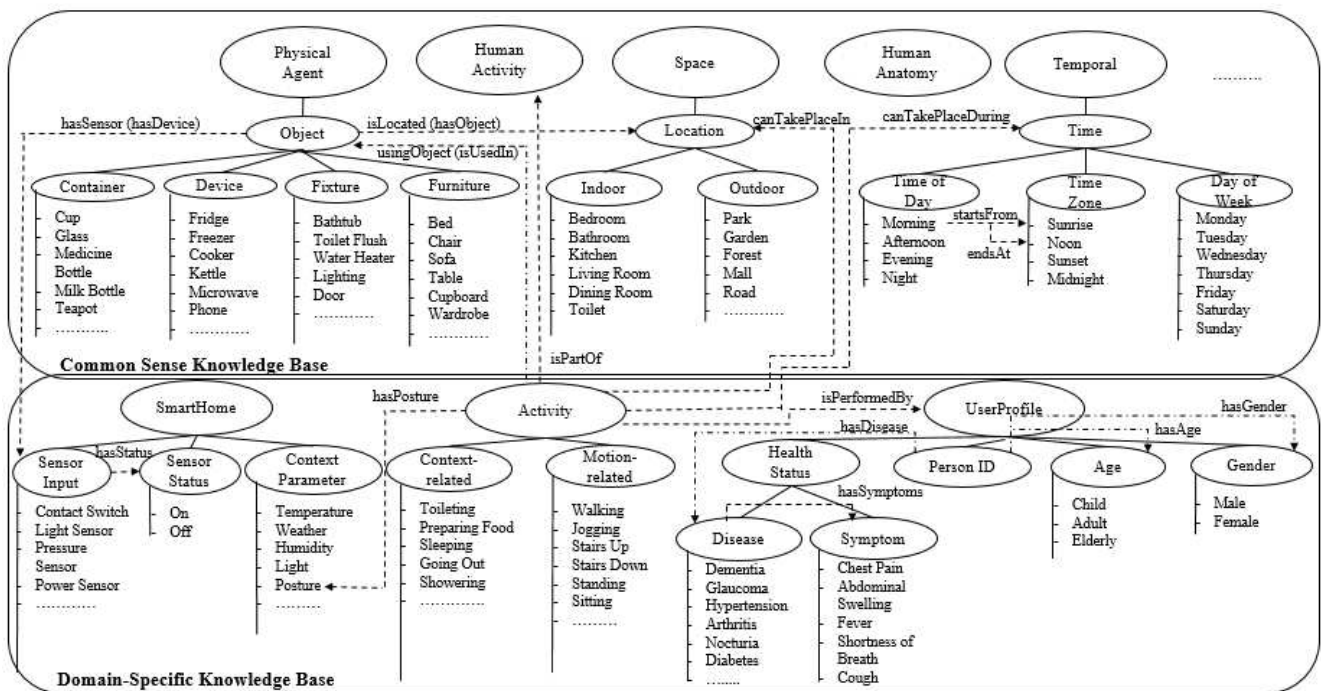 Physical
Agent
Human
Activity
Space
Human
Anatomy
Temporal
............
hasSensor (hasDevice)
Object
isLocated (hasObject)
Location
canTakePlaceIn
canTakePlaceDuring
Time
usingObject (isUsedIn)
Container
Cup
Glass
Medicine
Bottle
Milk Bottle
Teapot
............
Device
Fridge
Freezer
Cooker
Kettle
Microwave
Phone
............
Fixture
Bathtub
Toilet Flush
Water Heater
Lighting
Door
............
Furniture
Bed
Chair
Sofa
Table
Cupboard
Wardrobe
............
Indoor
Bedroom
Bathroom
Kitchen
Living Room
Dining Room
Toilet
Outdoor
Park
Garden
Forest
Mall
Road
............
Time of
Day
Morning
Afternoon
Evening
Night
startsFrom
endsAt
Time
Zone
Sunrise
Noon
Sunset
Midnight
Day of
Week
Monday
Tuesday
Wednesday
Thursday
Friday
Saturday
Sunday
isPartOf
Common Sense Knowledge Base
SmartHome
hasPosture
Activity
isPerformedBy
UserProfile
hasGender
hasDisease
hasAge
Sensor
Input
hasStatus
Sensor
Status
Context
Parameter
Context-
related
Motion-
related
Health
Status
Person ID
Age
Gender
hasSymptoms
Contact Switch
Light Sensor
Pressure
Sensor
Power Sensor
............
On
Off
Temperature
Weather
Humidity
Light
Posture
.........
Toileting
Preparing Food
Sleeping
Going Out
Showering
............
Walking
Jogging
Stairs Up
Stairs Down
Standing
Sitting
.........
Disease
Dementia
Glaucoma
Hypertension
Arthritis
Nocturia
Diabetes
.........
Symptom
Chest Pain
Abdominal
Swelling
Fever
Shortness of
Breath
Cough
Child
Adult
Elderly
Male
Female
Domain-Specific Knowledge Base